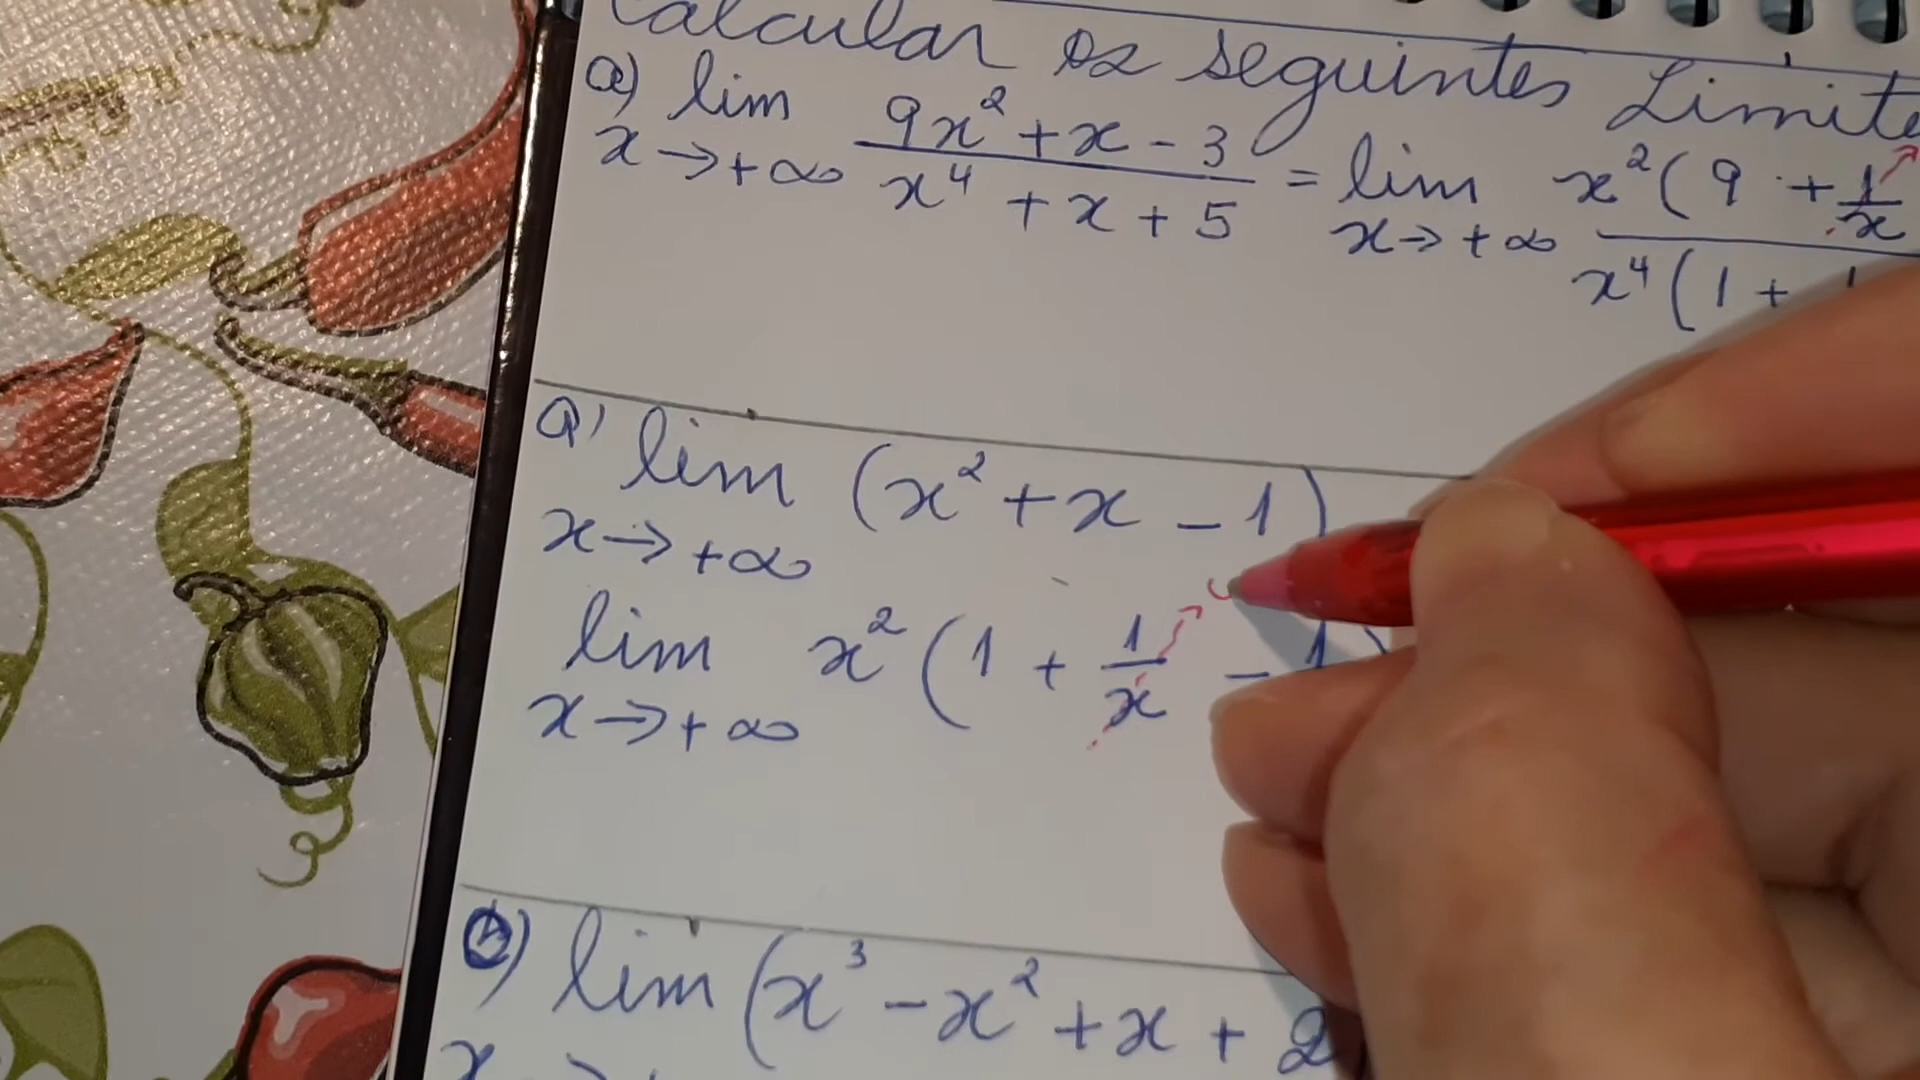 Calcular os seguintes Limite
a) lim 9x² + x - 3 = lim x² ( 9 + 1
x → +∞ x⁴ + x + 5 x → +∞ x
x⁴ ( 1 +
a' lim (x² + x - 1)
x → +∞
lim x² ( 1 + 1 - 1 )
x → +∞ x
lim (x³ - x² + x + 2
x →